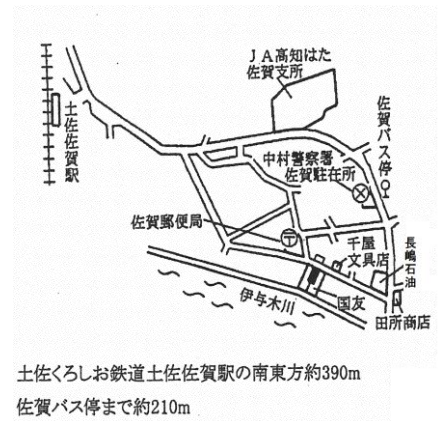 JA高知はた
佐賀支所
佐賀バス停
土佐佐賀駅
中村警察署
佐賀駐在所
佐賀郵便局
千屋
文具店
長嶋石油
伊与木川
国友
田所商店
土佐くろしお鉄道土佐佐賀駅の南東方約390m
佐賀バス停まで約210m